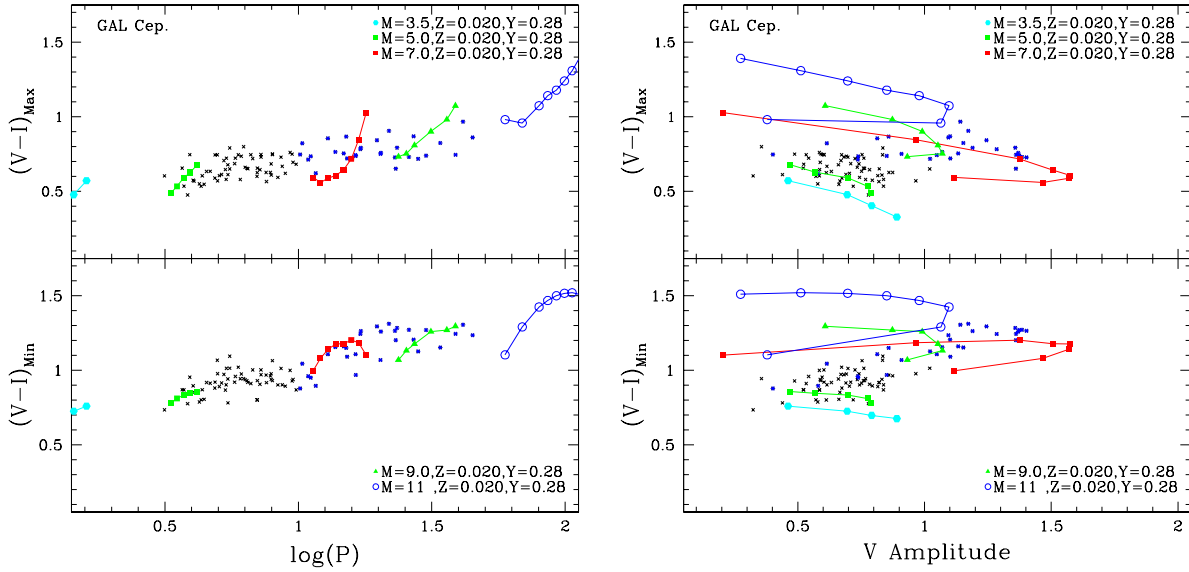 GAL Cep.
M=3.5,Z=0.020,Y=0.28
M=5.0,Z=0.020,Y=0.28
M=7.0,Z=0.020,Y=0.28
(V−I)Max
1.5
1
0.5
(V−I)Min
1.5
1
0.5
M=9.0,Z=0.020,Y=0.28
M=11 ,Z=0.020,Y=0.28
0.5 1 1.5 2
log(P)
GAL Cep.
M=3.5,Z=0.020,Y=0.28
M=5.0,Z=0.020,Y=0.28
M=7.0,Z=0.020,Y=0.28
(V−I)Max
1.5
1
0.5
(V−I)Min
1.5
1
0.5
M=9.0,Z=0.020,Y=0.28
M=11 ,Z=0.020,Y=0.28
0.5 1 1.5 2
V Amplitude